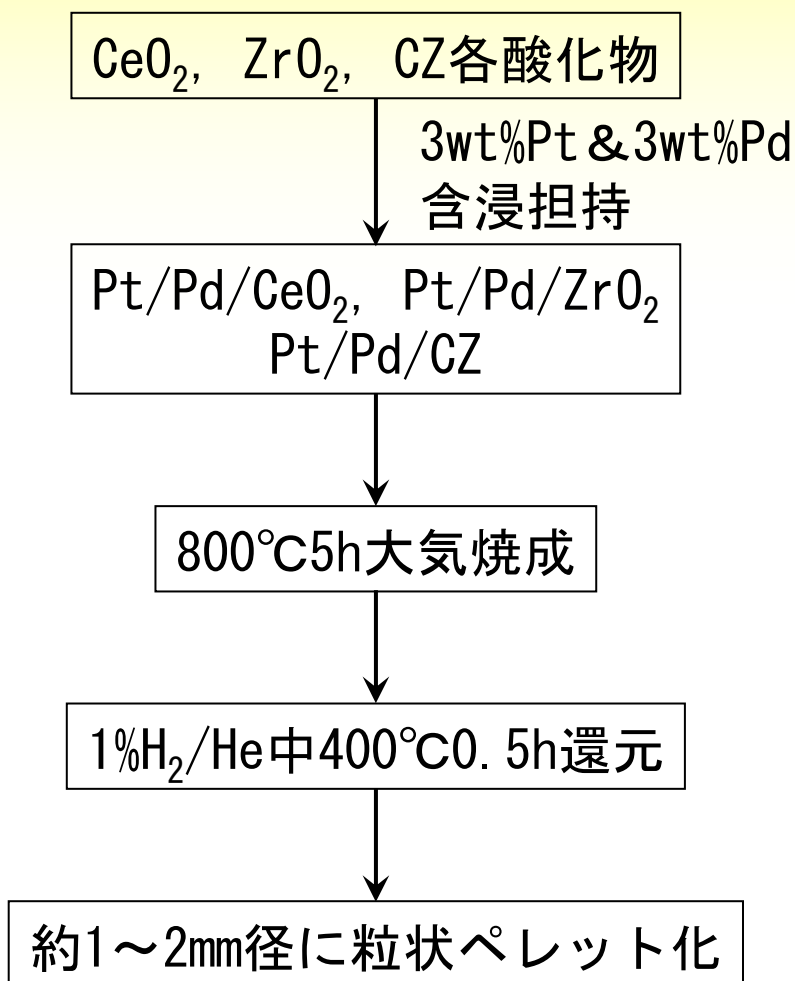 CeO₂, ZrO₂, CZ各酸化物
3wt%Pt&3wt%Pd
含浸担持
Pt/Pd/CeO₂, Pt/Pd/ZrO₂
Pt/Pd/CZ
800℃5h大気焼成
1%H₂/He中400℃0.5h還元
約1～2mm径に粒状ペレット化